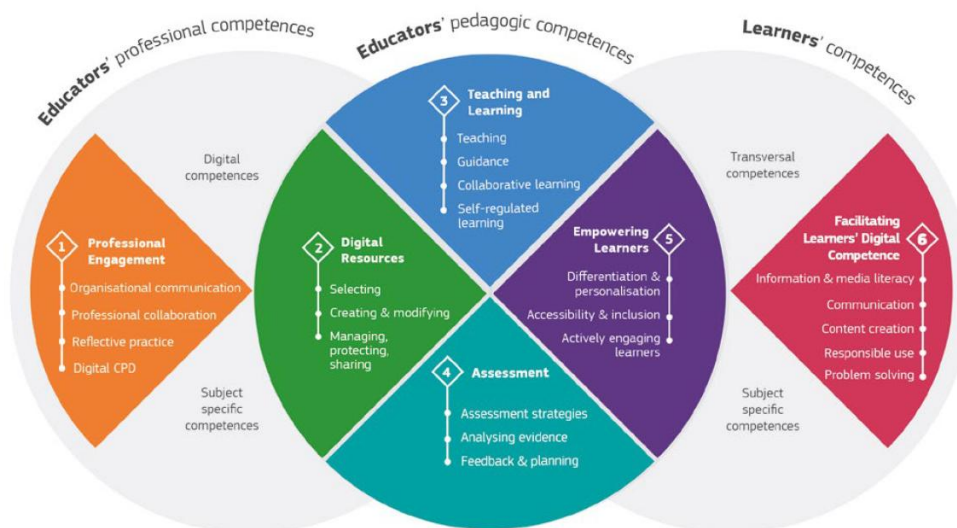 Educators' professional competences
Educators' pedagogic competences
Learners' competences
Digital
competences
Subject
specific
competences
1
Professional
Engagement
Organisational communication
Professional collaboration
Reflective practice
Digital CPD
2
Digital
Resources
Selecting
Creating & modifying
Managing,
protecting,
sharing
3
Teaching and
Learning
Teaching
Guidance
Collaborative learning
Self-regulated
learning
4
Assessment
Assessment strategies
Analysing evidence
Feedback & planning
Empowering
Learners
5
Differentiation &
personalisation
Accessibility & inclusion
Actively engaging
learners
Transversal
competences
Subject
specific
competences
Facilitating
Learners' Digital
Competence
6
Information & media literacy
Communication
Content creation
Responsible use
Problem solving